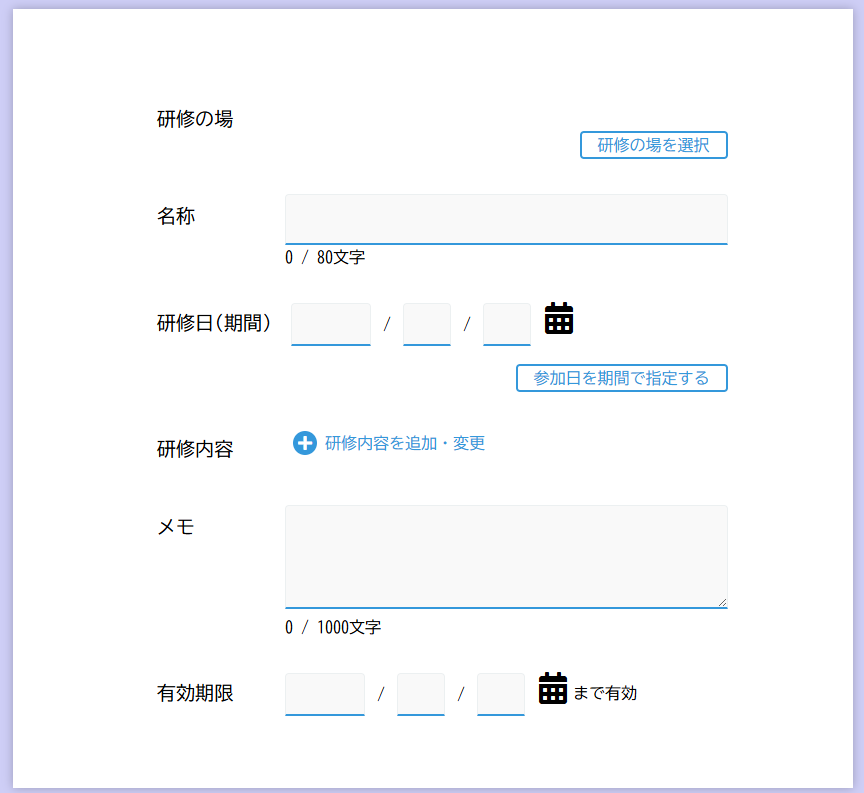 研修の場
研修の場を選択
名称
0 / 80文字
研修日(期間) / /
参加日を期間で指定する
研修内容 研修内容を追加・変更
メモ
0 / 1000文字
有効期限 / / まで有効